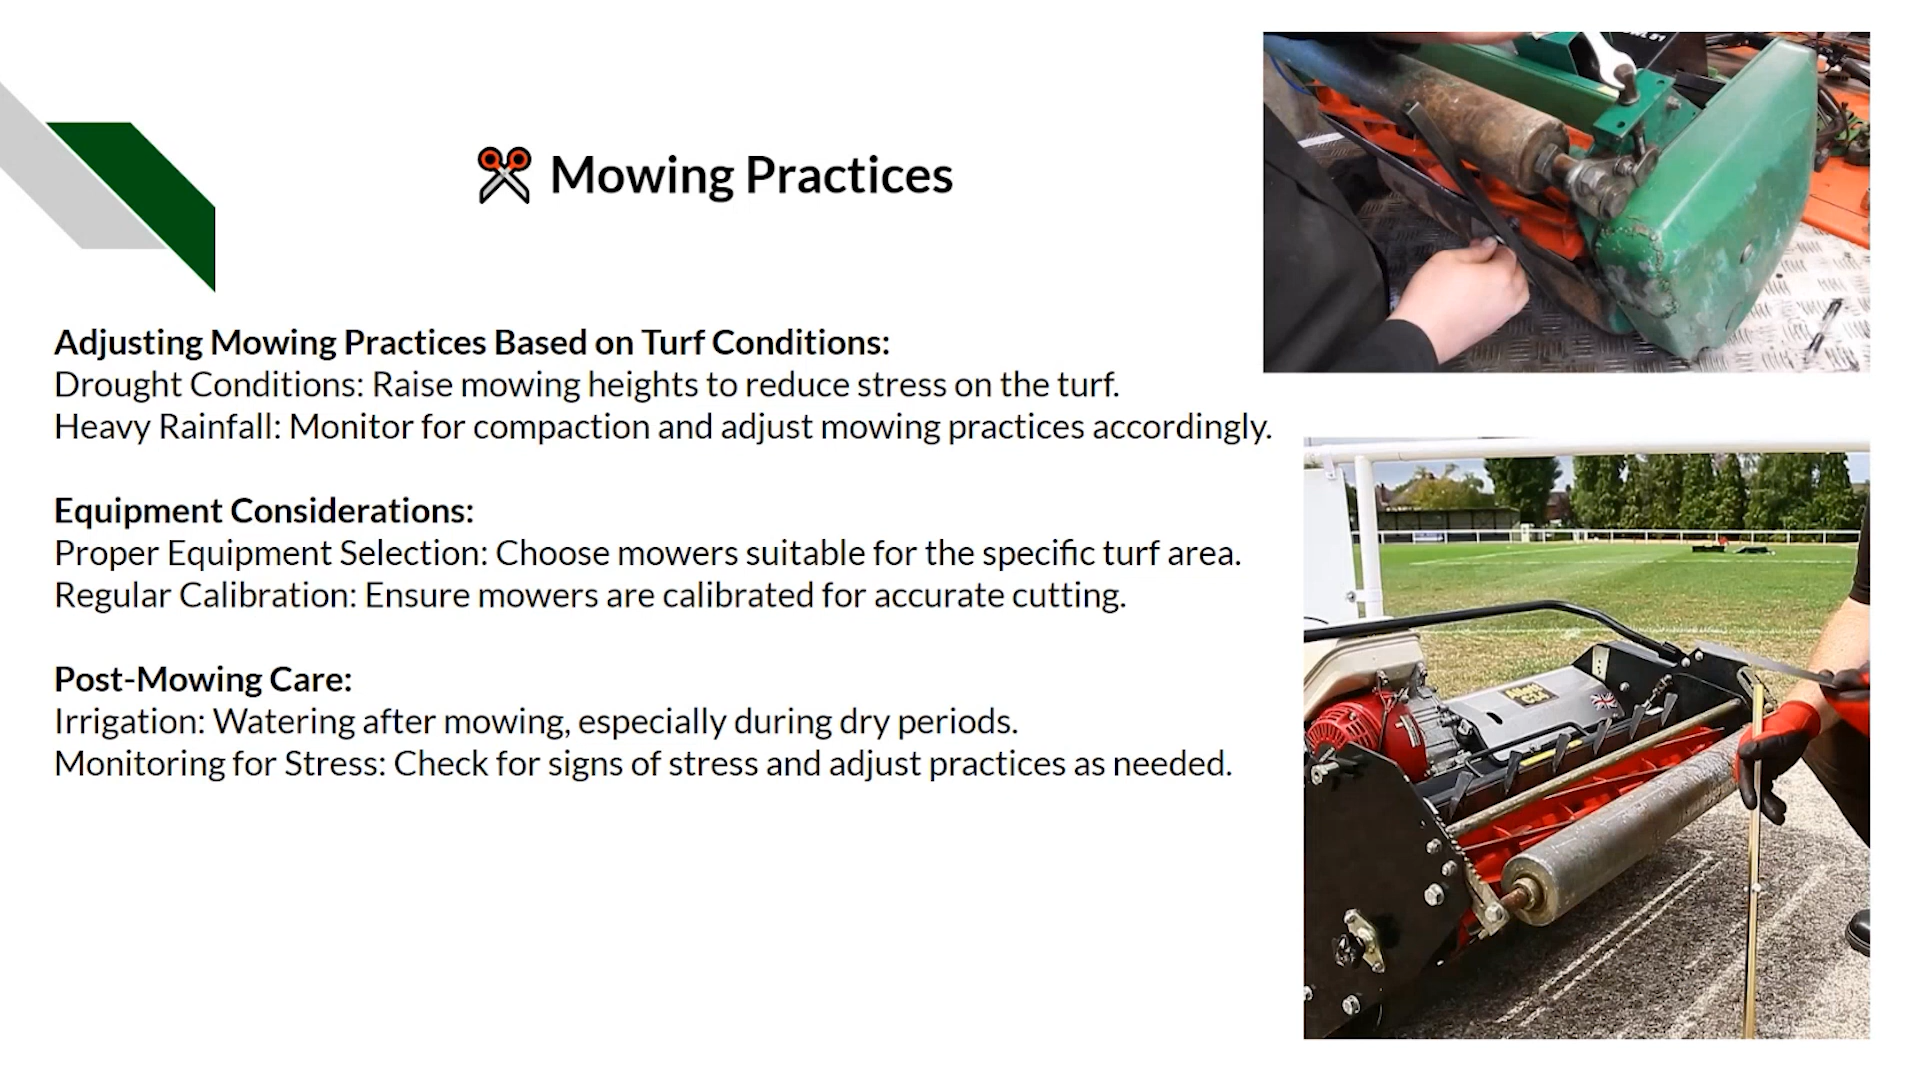 Mowing Practices
Adjusting Mowing Practices Based on Turf Conditions:
Drought Conditions: Raise mowing heights to reduce stress on the turf.
Heavy Rainfall: Monitor for compaction and adjust mowing practices accordingly.
Equipment Considerations:
Proper Equipment Selection: Choose mowers suitable for the specific turf area.
Regular Calibration: Ensure mowers are calibrated for accurate cutting.
Post-Mowing Care:
Irrigation: Watering after mowing, especially during dry periods.
Monitoring for Stress: Check for signs of stress and adjust practices as needed.